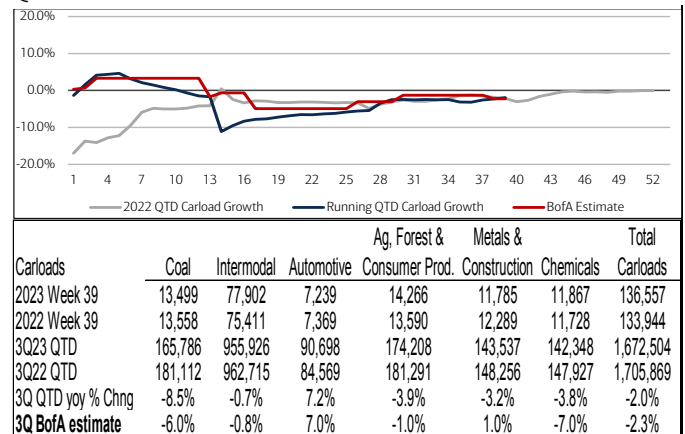 20.0%
10.0%
0.0%
-10.0%
-20.0%
1 4 7 10 13 16 19 22 25 28 31 34 37 40 43 46 49 52
2022 QTD Carload Growth Running QTD Carload Growth BofA Estimate
Ag, Forest & Metals & Total
Carloads Coal Intermodal Automotive Consumer Prod. Construction Chemicals Carloads
2023 Week 39 13,499 77,902 7,239 14,266 11,785 11,867 136,557
2022 Week 39 13,558 75,411 7,369 13,590 12,289 11,728 133,944
3Q23 QTD 165,786 955,926 90,698 174,208 143,537 142,348 1,672,504
3Q22 QTD 181,112 962,715 84,569 181,291 148,256 147,927 1,705,869
3Q QTD yoy % Chng -8.5% -0.7% 7.2% -3.9% -3.2% -3.8% -2.0%
3Q BofA estimate -6.0% -0.8% 7.0% -1.0% 1.0% -7.0% -2.3%